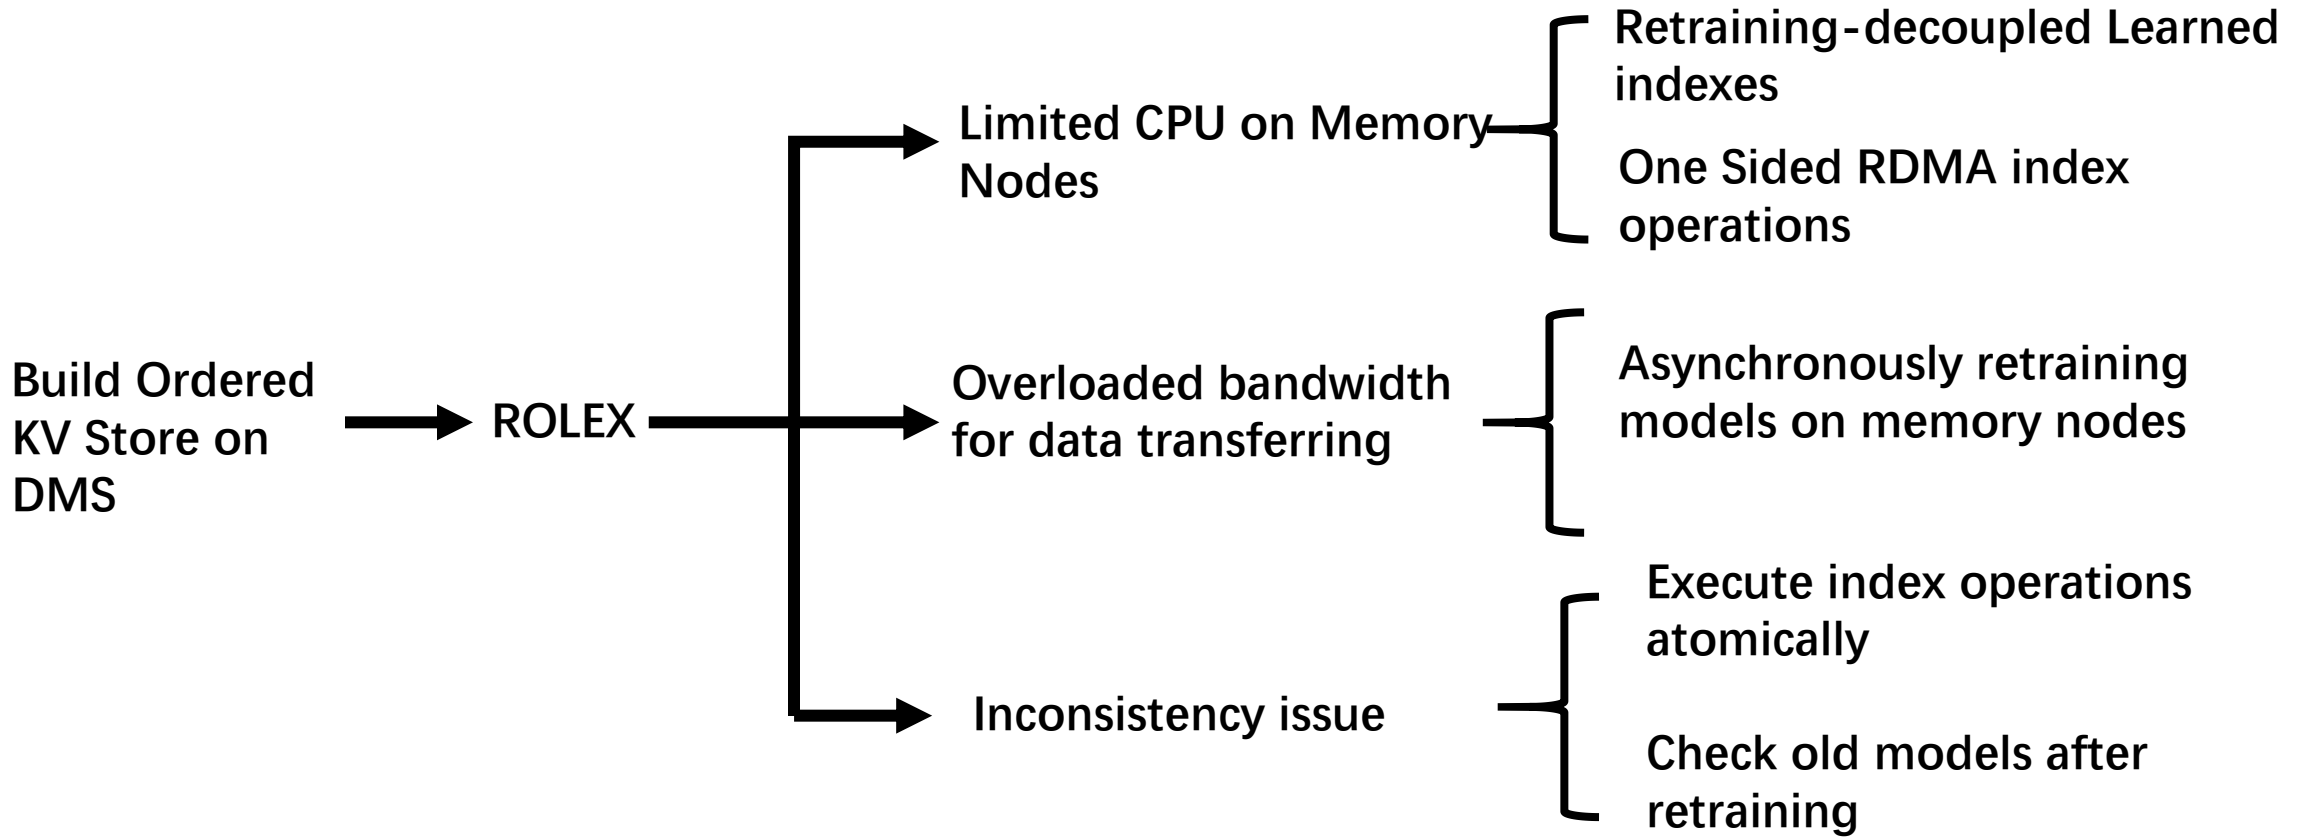 Build Ordered
KV Store on
DMS
ROLEX
Limited CPU on Memory
Nodes
Retraining-decoupled Learned
indexes
One Sided RDMA index
operations
Overloaded bandwidth
for data transferring
Asynchronously retraining
models on memory nodes
Inconsistency issue
Execute index operations
atomically
Check old models after
retraining